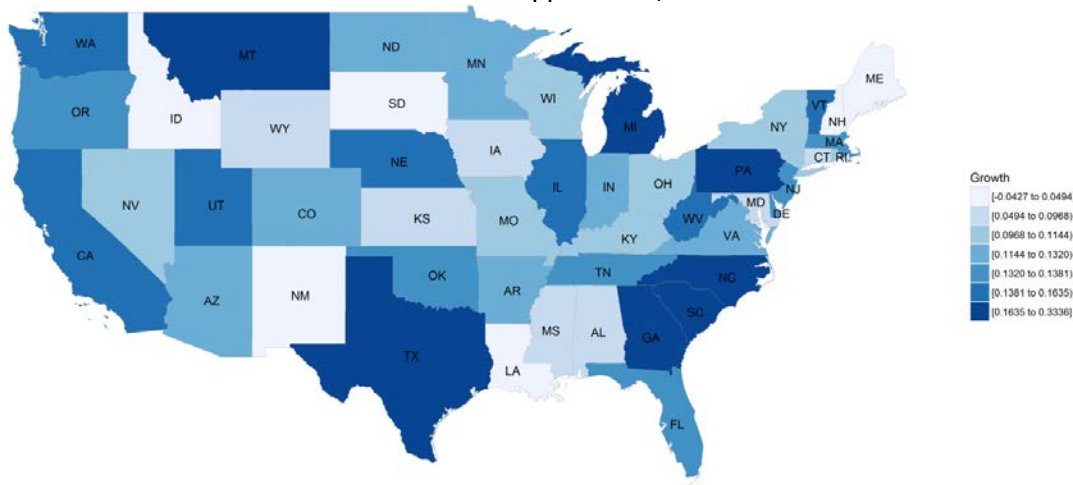 WA
MT
ND
MN
ME
OR
ID
SD
WI
MI
NY
VT
NH
MA
CT RI
WY
IA
NE
PA
NJ
NV
UT
CO
IL
IN
OH
MD
DE
CA
KS
MO
WV
VA
KY
AZ
NM
OK
AR
TN
NC
SC
MS
AL
GA
TX
LA
FL
Growth
[-0.0427 to 0.0494)
[0.0494 to 0.0968)
[0.0968 to 0.1144)
[0.1144 to 0.1320)
[0.1320 to 0.1381)
[0.1381 to 0.1635)
[0.1635 to 0.3336]